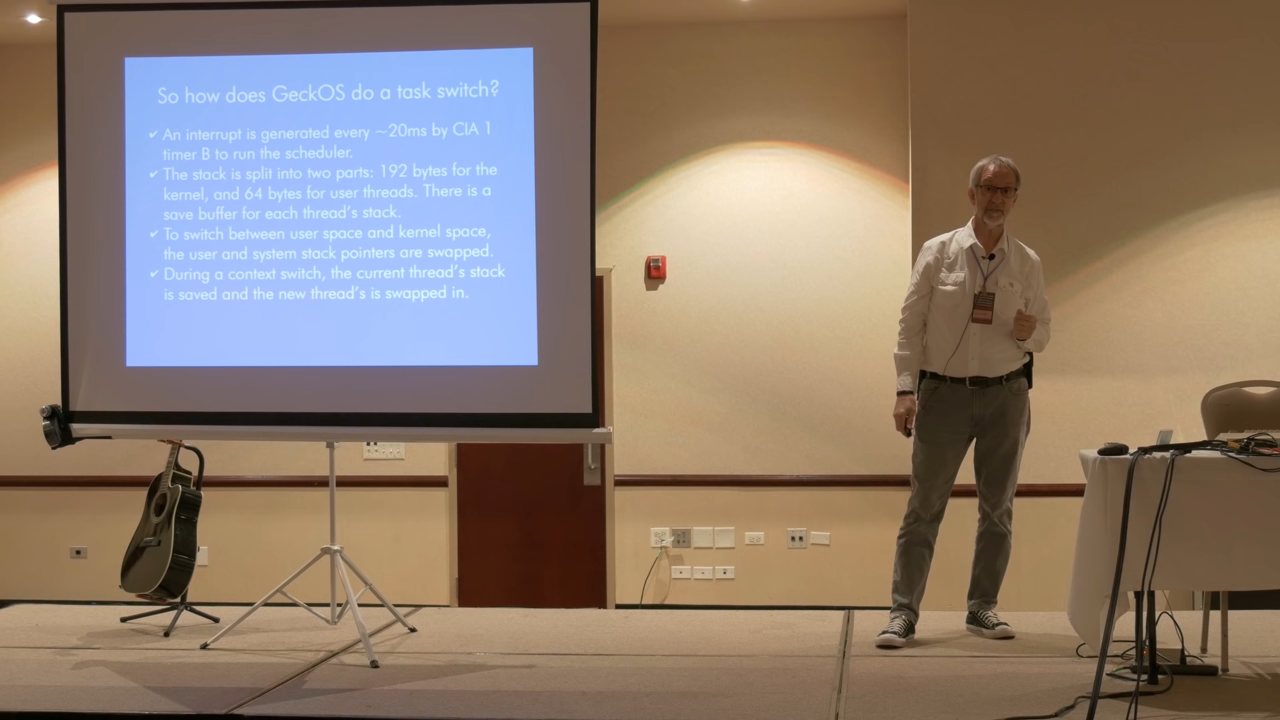 So how does GeckOS do a task switch?
✔ An interrupt is generated every ~20ms by CIA 1
timer B to run the scheduler.
✔ The stack is split into two parts: 192 bytes for the
kernel, and 64 bytes for user threads. There is a
save buffer for each thread's stack.
✔ To switch between user space and kernel space,
the user and system stack pointers are swapped.
✔ During a context switch, the current thread's stack
is saved and the new thread's is swapped in.